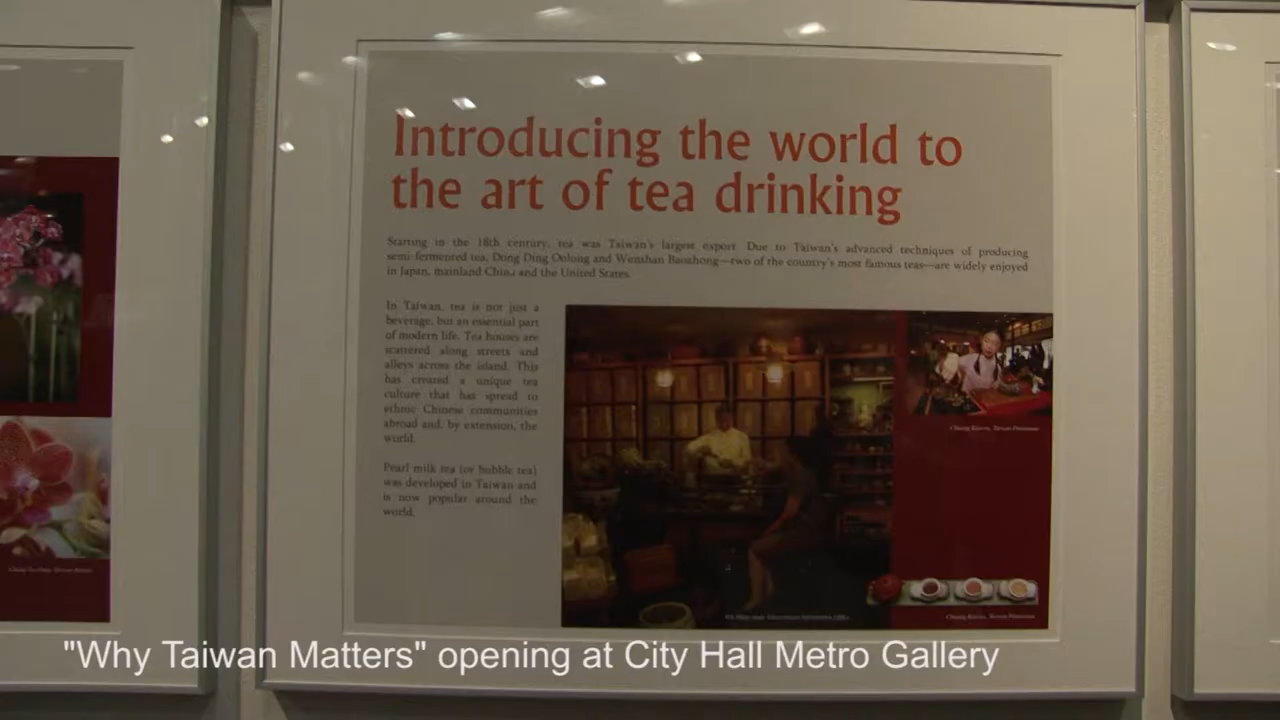 Introducing the world to
the art of tea drinking
Starting in the 18th century, tea was Taiwan's largest export. Due to Taiwan's advanced techniques of producing
semi-fermented tea, Dong Ding Oolong and Wenshan Baozhong—two of the country's most famous teas—are widely enjoyed
in Japan, mainland China and the United States.
In Taiwan, tea is not just a
beverage, but an essential part
of modern life. Tea houses are
scattered along streets and
alleys across the island. This
has created a unique tea
culture that has spread to
ethnic Chinese communities
abroad and, by extension, the
world.
Pearl milk tea (or bubble tea)
was developed in Taiwan and
is now popular around the
world.
"Why Taiwan Matters" opening at City Hall Metro Gallery